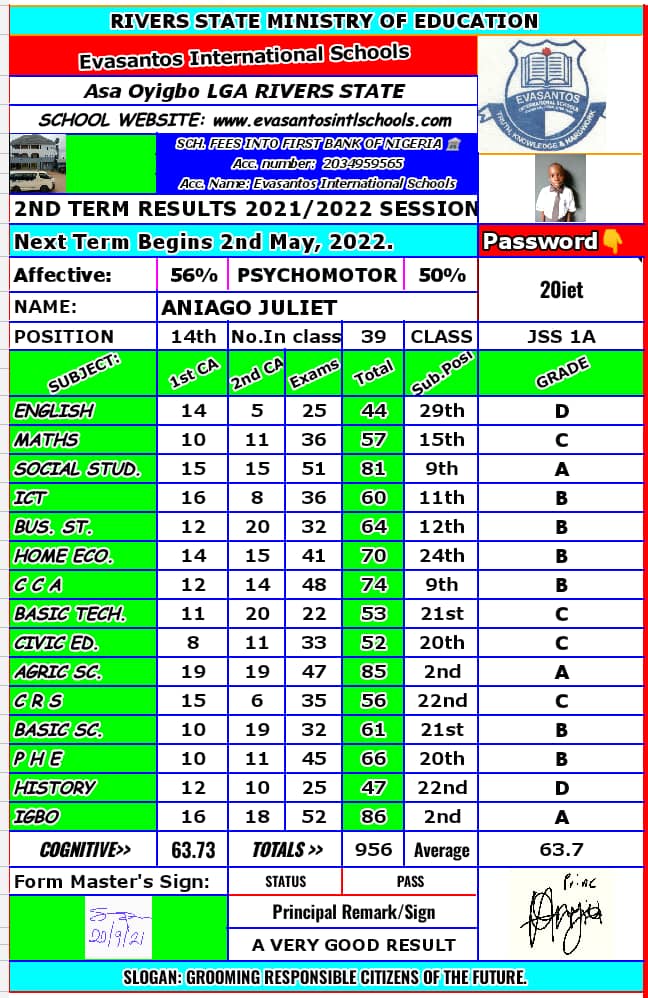 RIVERS STATE MINISTRY OF EDUCATION
Evasantos International Schools
Asa Oyigbo LGA RIVERS STATE
SCHOOL WEBSITE: www.evasantosintlschools.com
EVASANTOS
INTERNATIONAL SCHOOLS
TRUTH, KNOWLEDGE & HARDWORK
SCH. FEES INTO FIRST BANK OF NIGERIA 🏦
Acc. number: 2034959565
Acc. Name: Evasantos International Schools
2ND TERM RESULTS 2021/2022 SESSION
Next Term Begins 2nd May, 2022. Password👇
Affective: 56% PSYCHOMOTOR 50% 20iet
NAME: ANIAGO JULIET
POSITION 14th No.In class 39 CLASS JSS 1A
SUBJECT: 1st CA 2nd CA Exams Total Sub.Posi GRADE
ENGLISH 14 5 25 44 29th D
MATHS 10 11 36 57 15th C
SOCIAL STUD. 15 15 51 81 9th A
ICT 16 8 36 60 11th B
BUS. ST. 12 20 32 64 12th B
HOME ECO. 14 15 41 70 24th B
C C A 12 14 48 74 9th B
BASIC TECH. 11 20 22 53 21st C
CIVIC ED. 8 11 33 52 20th C
AGRIC SC. 19 19 47 85 2nd A
C R S 15 6 35 56 22nd C
BASIC SC. 10 19 32 61 21st B
P H E 10 11 45 66 20th B
HISTORY 12 10 25 47 22nd D
IGBO 16 18 52 86 2nd A
COGNITIVE>> 63.73 TOTALS >> 956 Average 63.7
Form Master's Sign: STATUS PASS
Princ
Principal Remark/Sign
20/9/21
A VERY GOOD RESULT
SLOGAN: GROOMING RESPONSIBLE CITIZENS OF THE FUTURE.